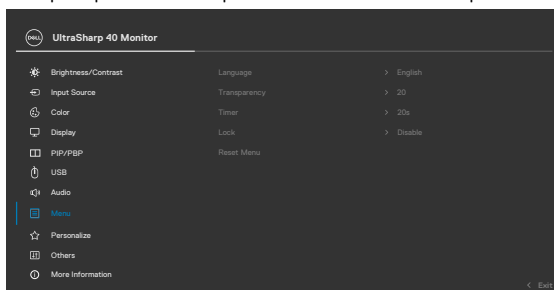 DELL UltraSharp 40 Monitor
Brightness/Contrast Language > English
Input Source Transparency > 20
Color Timer > 20s
Display Lock > Disable
PIP/PBP Reset Menu
USB
Audio
Menu
Personalize
Others
More Information
< Exit